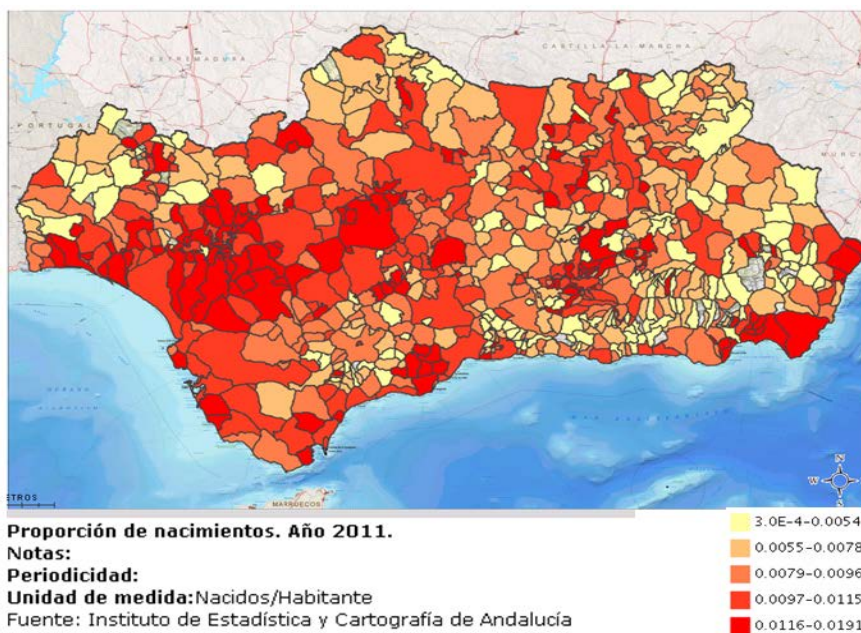 EXTREMADURA
CASTILLA LA MANCHA
PORTUGAL
MURCIA
MARRUECOS
ETROS
N
W
S
Proporción de nacimientos. Año 2011.
Notas:
Periodicidad:
Unidad de medida:Nacidos/Habitante
Fuente: Instituto de Estadística y Cartografía de Andalucía
3.0E-4-0.0054
0.0055-0.0078
0.0079-0.0096
0.0097-0.0115
0.0116-0.0191